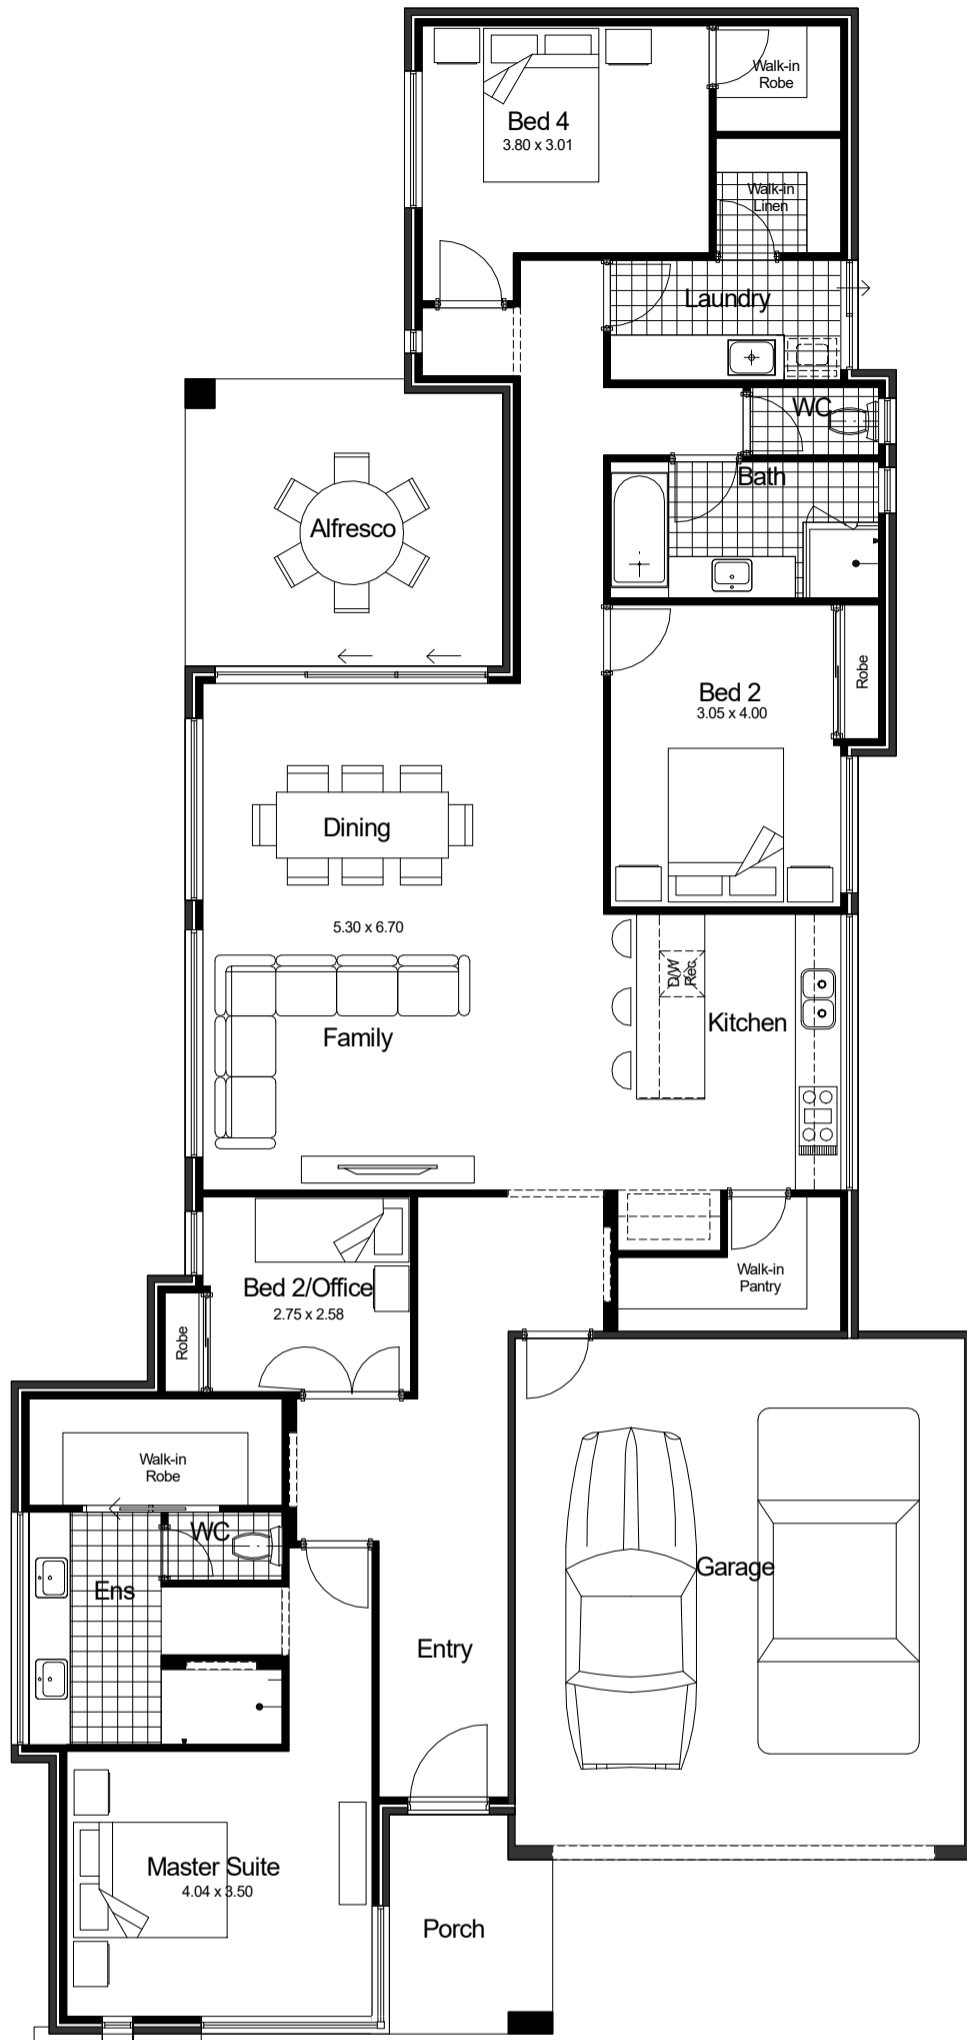 Walk-in
Robe
Bed 4
3.80 x 3.01
Walk-in
Linen
Laundry
WC
Bath
Alfresco
Robe
Bed 2
3.05 x 4.00
Dining
5.30 x 6.70
D/W
Rec
Kitchen
Family
Walk-in
Pantry
Bed 2/Office
2.75 x 2.58
Robe
Walk-in
Robe
WC
Ens
Garage
Entry
Master Suite
4.04 x 3.50
Porch